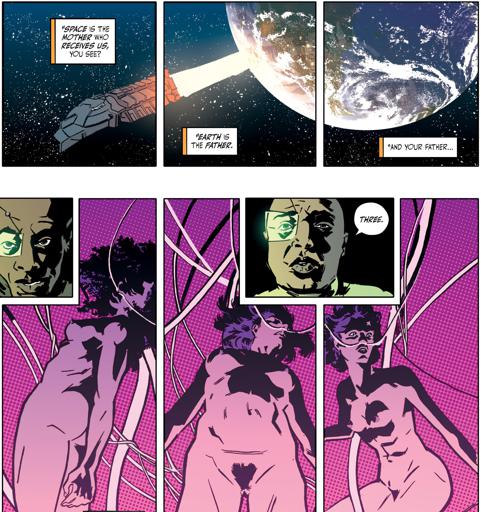 "SPACE IS THE
MOTHER WHO
RECEIVES US,
YOU SEE?
"EARTH IS
THE FATHER.
"AND YOUR FATHER...
THREE.